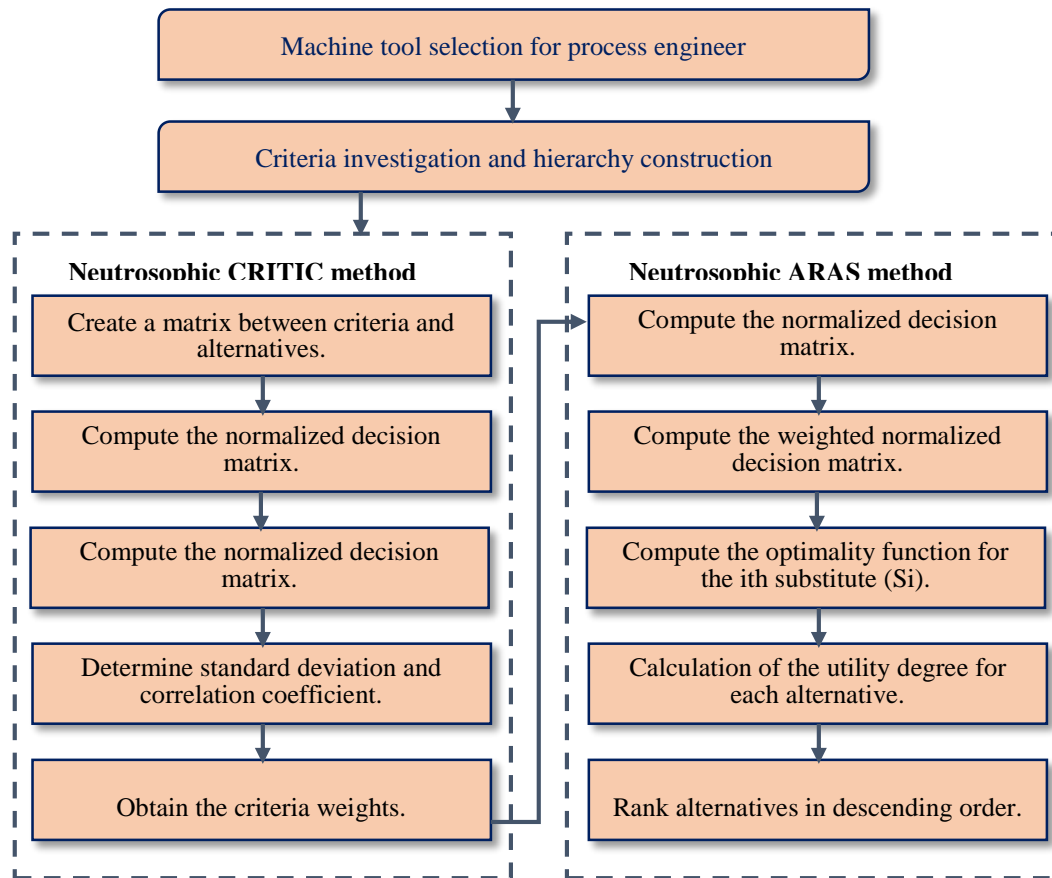 Machine tool selection for process engineer
Criteria investigation and hierarchy construction
Neutrosophic CRITIC method
Create a matrix between criteria and
alternatives.
Compute the normalized decision
matrix.
Compute the normalized decision
matrix.
Determine standard deviation and
correlation coefficient.
Obtain the criteria weights.
Neutrosophic ARAS method
Compute the normalized decision
matrix.
Compute the weighted normalized
decision matrix.
Compute the optimality function for
the ith substitute (Si).
Calculation of the utility degree for
each alternative.
Rank alternatives in descending order.